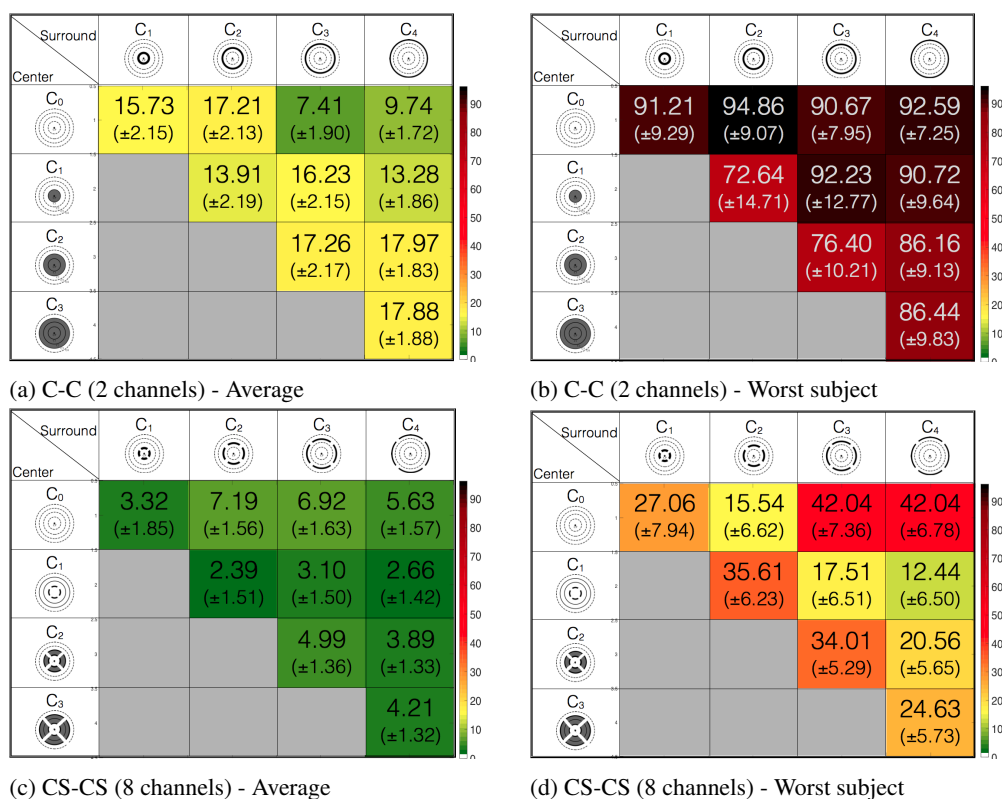 Surround C1 C2 C3 C4
Center
C0 15.73 17.21 7.41 9.74
(±2.15) (±2.13) (±1.90) (±1.72)
C1 13.91 16.23 13.28
(±2.19) (±2.15) (±1.86)
C2 17.26 17.97
(±2.17) (±1.83)
C3 17.88
(±1.88)
90
80
70
60
50
40
30
20
10
0
(a) C-C (2 channels) - Average
Surround C1 C2 C3 C4
Center
C0 91.21 94.86 90.67 92.59
(±9.29) (±9.07) (±7.95) (±7.25)
C1 72.64 92.23 90.72
(±14.71) (±12.77) (±9.64)
C2 76.40 86.16
(±10.21) (±9.13)
C3 86.44
(±9.83)
90
80
70
60
50
40
30
20
10
0
(b) C-C (2 channels) - Worst subject
Surround C1 C2 C3 C4
Center
C0 3.32 7.19 6.92 5.63
(±1.85) (±1.56) (±1.63) (±1.57)
C1 2.39 3.10 2.66
(±1.51) (±1.50) (±1.42)
C2 4.99 3.89
(±1.36) (±1.33)
C3 4.21
(±1.32)
90
80
70
60
50
40
30
20
10
0
(c) CS-CS (8 channels) - Average
Surround C1 C2 C3 C4
Center
C0 27.06 15.54 42.04 42.04
(±7.94) (±6.62) (±7.36) (±6.78)
C1 35.61 17.51 12.44
(±6.23) (±6.51) (±6.50)
C2 34.01 20.56
(±5.29) (±5.65)
C3 24.63
(±5.73)
90
80
70
60
50
40
30
20
10
0
(d) CS-CS (8 channels) - Worst subject